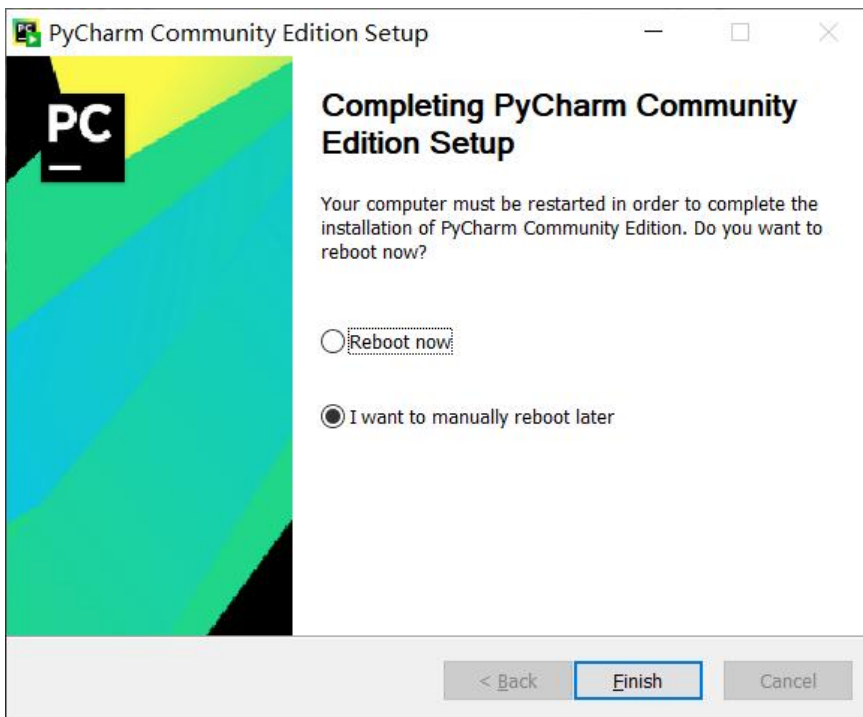 PyCharm Community Edition Setup
PC
Completing PyCharm Community
Edition Setup
Your computer must be restarted in order to complete the
installation of PyCharm Community Edition. Do you want to
reboot now?
Reboot now
I want to manually reboot later
< Back
Finish
Cancel